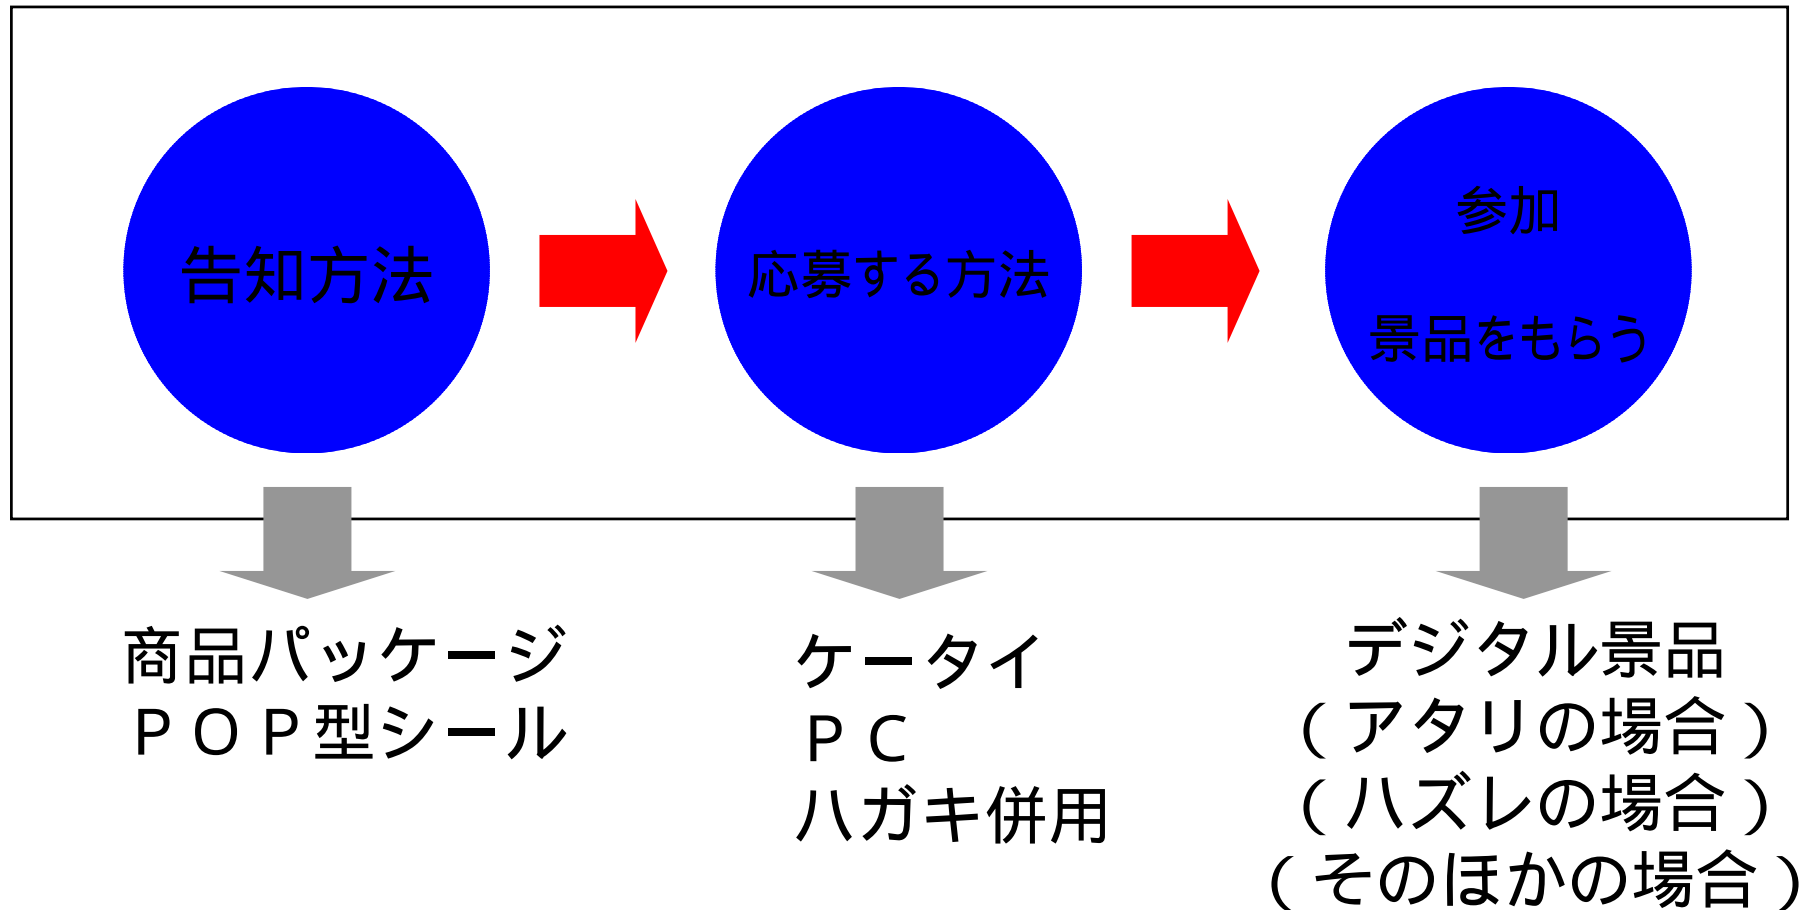 告知方法
応募する方法
参加
景品をもらう
商品パッケージ
ＰＯＰ型シール
ケータイ
ＰＣ
ハガキ併用
デジタル景品
（アタリの場合）
（ハズレの場合）
（そのほかの場合）